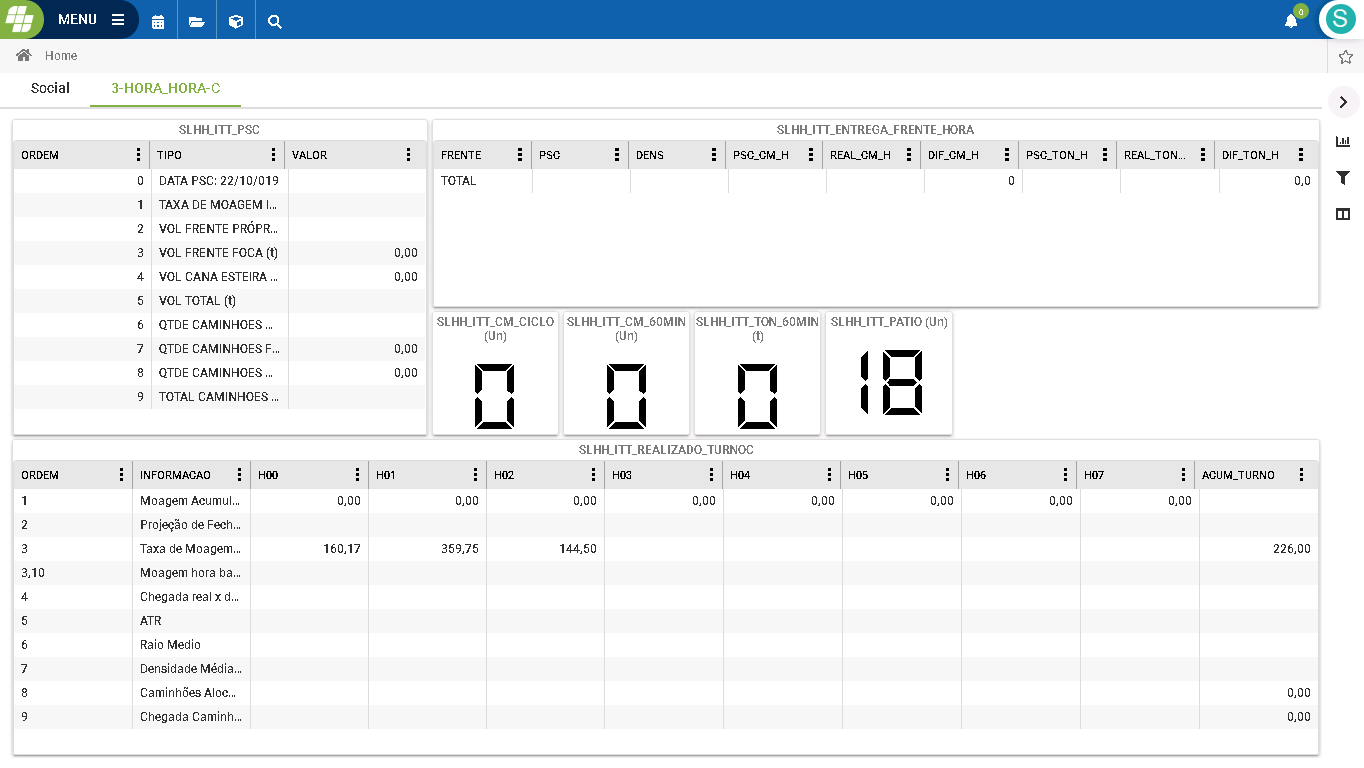 MENU
0
S
Home
Social
3-HORA_HORA-C
SLHH_ITT_PSC
ORDEM TIPO VALOR
0 DATA PSC: 22/10/019
1 TAXA DE MOAGEM I...
2 VOL FRENTE PRÓPR...
3 VOL FRENTE FOCA (t) 0,00
4 VOL CANA ESTEIRA ... 0,00
5 VOL TOTAL (t)
6 QTDE CAMINHOES ...
7 QTDE CAMINHOES F... 0,00
8 QTDE CAMINHOES ... 0,00
9 TOTAL CAMINHOES ...
SLHH_ITT_ENTREGA_FRENTE_HORA
FRENTE PSC DENS PSC_CM_H REAL_CM_H DIF_CM_H PSC_TON_H REAL_TON... DIF_TON_H
TOTAL 0 0,0
SLHH_ITT_CM_CICLO
(Un)
0
SLHH_ITT_CM_60MIN
(Un)
0
SLHH_ITT_TON_60MIN
(t)
0
SLHH_ITT_PATIO (Un)
18
SLHH_ITT_REALIZADO_TURNOC
ORDEM INFORMACAO H00 H01 H02 H03 H04 H05 H06 H07 ACUM_TURNO
1 Moagem Acumul... 0,00 0,00 0,00 0,00 0,00 0,00 0,00 0,00
2 Projeção de Fech...
3 Taxa de Moagem... 160,17 359,75 144,50 226,00
3,10 Moagem hora ba...
4 Chegada real x d...
5 ATR
6 Raio Medio
7 Densidade Média...
8 Caminhões Aloc... 0,00
9 Chegada Caminh... 0,00